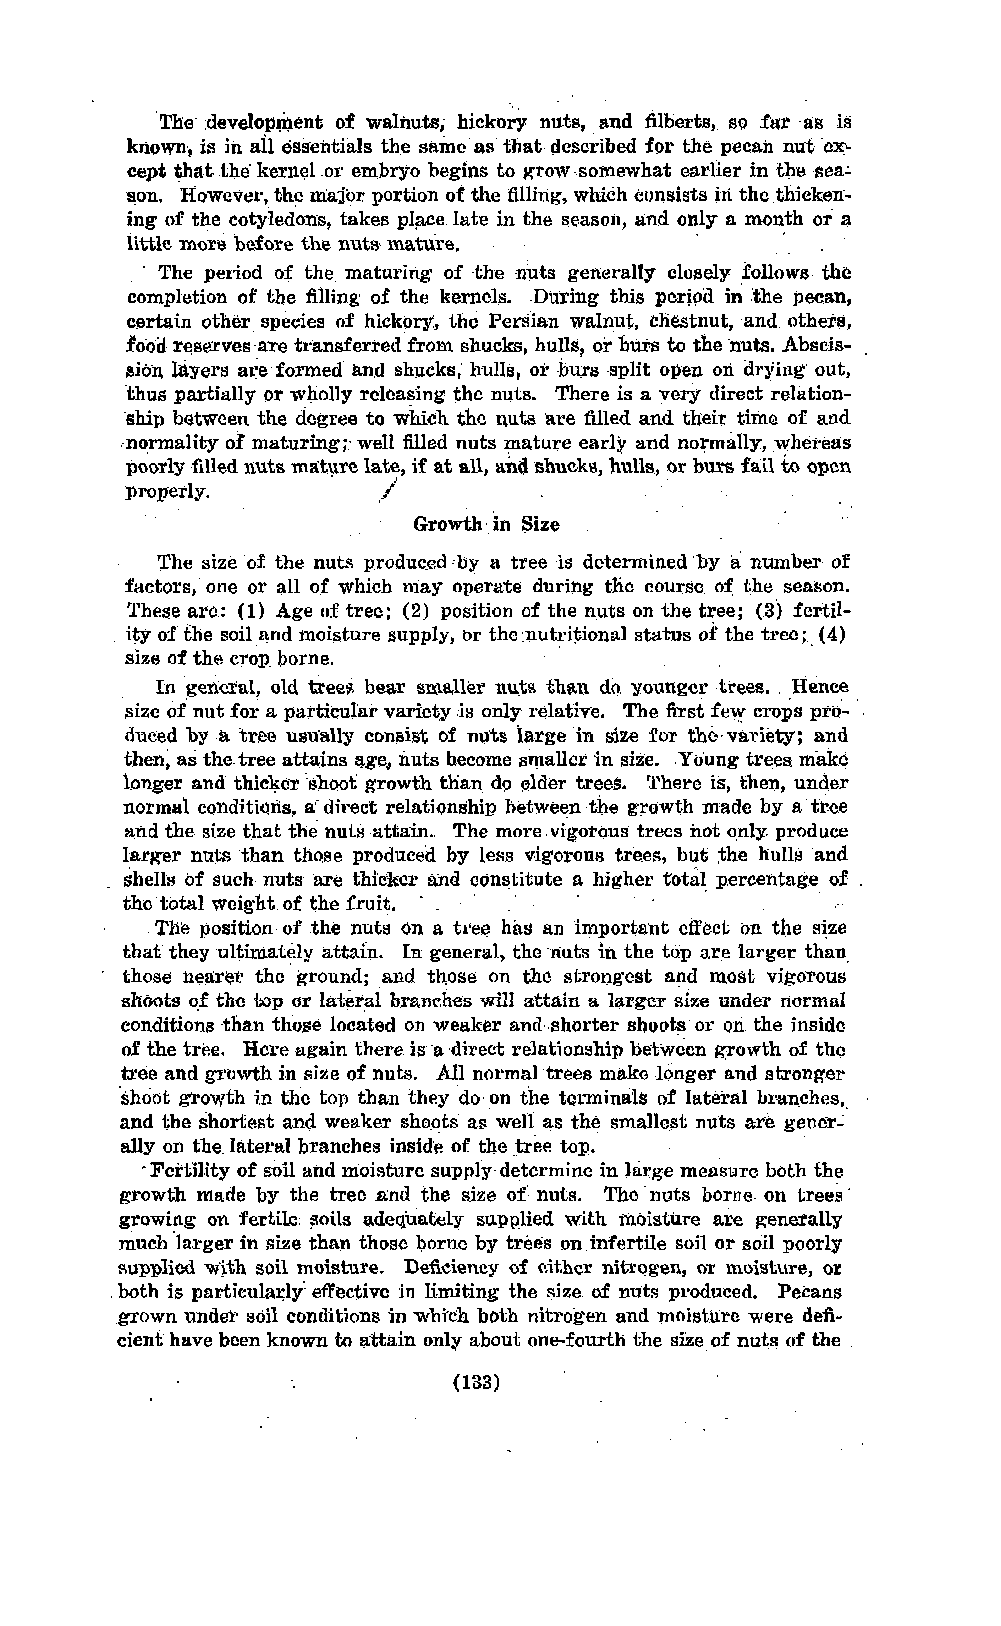 The development of walnuts, hickory nuts, and filberts, so far as is
known, is in all essentials the same as that described for the pecan nut ex-
cept that the kernel or embryo begins to grow somewhat earlier in the sea-
son. However, the major portion of the filling, which consists in the thicken-
ing of the cotyledons, takes place late in the season, and only a month or a
little more before the nuts mature.
The period of the maturing of the nuts generally closely follows the
completion of the filling of the kernels. During this period in the pecan,
certain other species of hickory, the Persian walnut, chestnut, and others,
food reserves are transferred from shucks, hulls, or burs to the nuts. Abscis-
sion layers are formed and shucks, hulls, or burs split open on drying out,
thus partially or wholly releasing the nuts. There is a very direct relation-
ship between the degree to which the nuts are filled and their time of and
normality of maturing; well filled nuts mature early and normally, whereas
poorly filled nuts mature late, if at all, and shucks, hulls, or burs fail to open
properly.
Growth in Size
The size of the nuts produced by a tree is determined by a number of
factors, one or all of which may operate during the course of the season.
These are: (1) Age of tree; (2) position of the nuts on the tree; (3) fertil-
ity of the soil and moisture supply, or the nutritional status of the tree; (4)
size of the crop borne.
In general, old trees bear smaller nuts than do younger trees. Hence
size of nut for a particular variety is only relative. The first few crops pro-
duced by a tree usually consist of nuts large in size for the variety; and
then, as the tree attains age, nuts become smaller in size. Young trees make
longer and thicker shoot growth than do older trees. There is, then, under
normal conditions, a direct relationship between the growth made by a tree
and the size that the nuts attain. The more vigorous trees not only produce
larger nuts than those produced by less vigorous trees, but the hulls and
shells of such nuts are thicker and constitute a higher total percentage of
the total weight of the fruit.
The position of the nuts on a tree has an important effect on the size
that they ultimately attain. In general, the nuts in the top are larger than
those nearer the ground; and those on the strongest and most vigorous
shoots of the top or lateral branches will attain a larger size under normal
conditions than those located on weaker and shorter shoots or on the inside
of the tree. Here again there is a direct relationship between growth of the
tree and growth in size of nuts. All normal trees make longer and stronger
shoot growth in the top than they do on the terminals of lateral branches,
and the shortest and weaker shoots as well as the smallest nuts are gener-
ally on the lateral branches inside of the tree top.
Fertility of soil and moisture supply determine in large measure both the
growth made by the tree and the size of nuts. The nuts borne on trees
growing on fertile soils adequately supplied with moisture are generally
much larger in size than those borne by trees on infertile soil or soil poorly
supplied with soil moisture. Deficiency of either nitrogen, or moisture, or
both is particularly effective in limiting the size of nuts produced. Pecans
grown under soil conditions in which both nitrogen and moisture were defi-
cient have been known to attain only about one-fourth the size of nuts of the
(133)